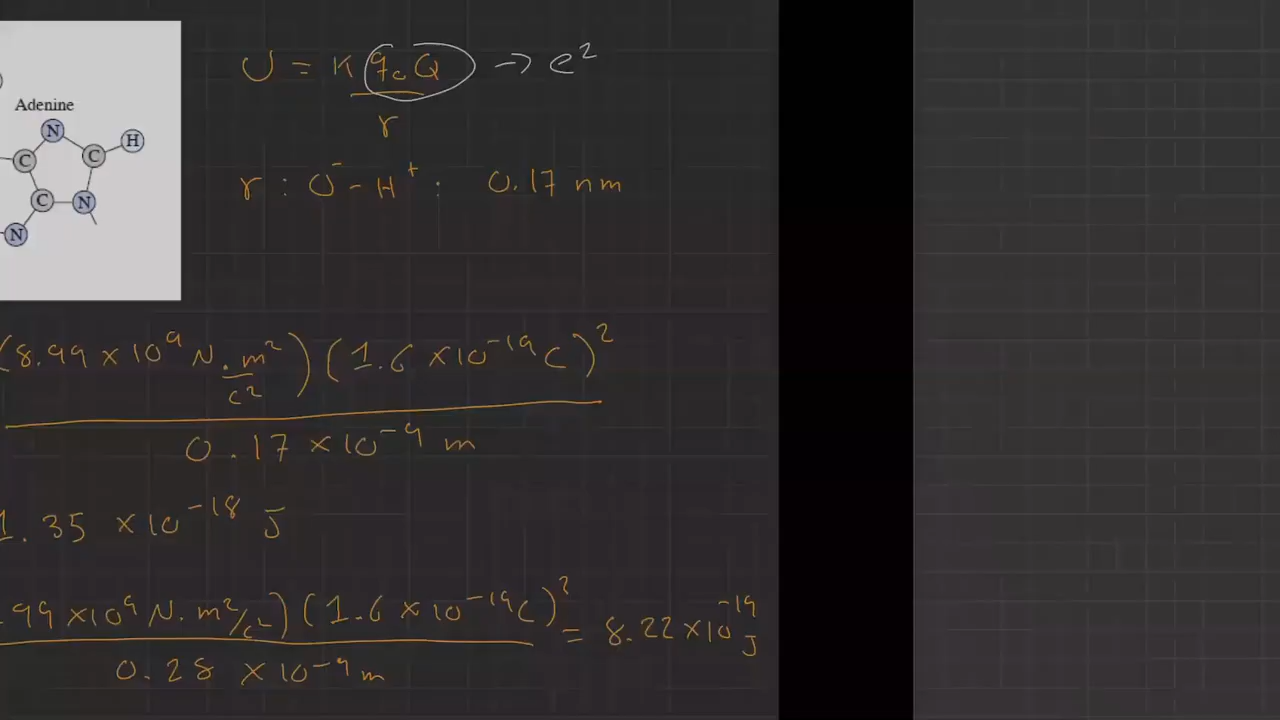 U = K q₀ Q / r → e²
Adenine
N
C C H
r : O⁻ - H⁺ : 0.17 nm
C N
N
(8.99 × 10⁹ N · m² / c²) (1.6 × 10⁻¹⁹ C)²
0.17 × 10⁻⁹ m
1.35 × 10⁻¹⁸ J
.99 × 10⁹ N. m²/c²) (1.6 × 10⁻¹⁹ C)² = 8.22 × 10⁻¹⁹ J
0.28 × 10⁻⁹ m